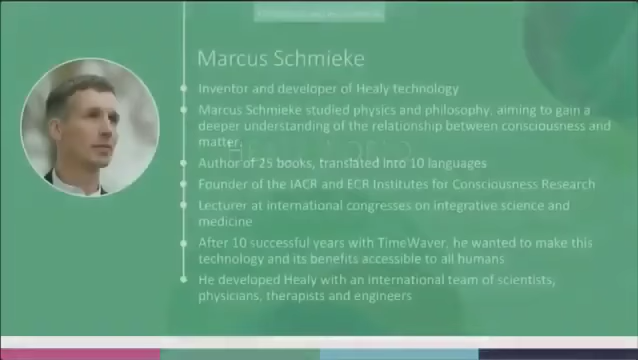 Marcus Schmieke
Inventor and developer of Healy technology
Marcus Schmieke studied physics and philosophy, aiming to gain a
deeper understanding of the relationship between consciousness and
matter
Author of 25 books, translated into 10 languages
Founder of the IACR and ECR Institutes for Consciousness Research
Lecturer at international congresses on integrative science and
medicine
After 10 successful years with TimeWaver, he wanted to make this
technology and its benefits accessible to all humans
He developed Healy with an international team of scientists,
physicians, therapists and engineers